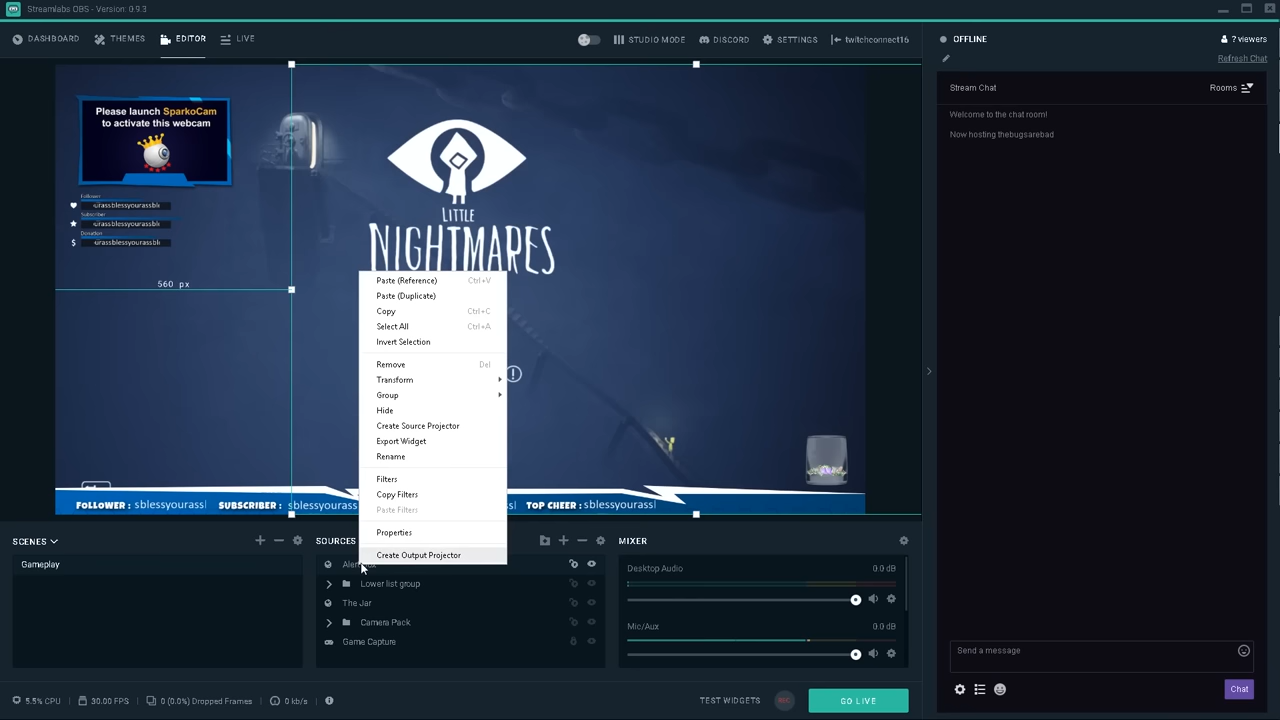 Streamlabs OBS - Version: 0.9.3
DASHBOARD
THEMES
EDITOR
LIVE
STUDIO MODE
DISCORD
SETTINGS
twitchconnect16
OFFLINE
? viewers
Refresh Chat
Stream Chat
Rooms
Welcome to the chat room!
Now hosting thebugsarebad
Please launch SparkoCam
to activate this webcam
Follower
Subscriber
Donation
560 px
LITTLE
NIGHTMARES
Paste (Reference) Ctrl+V
Paste (Duplicate)
Copy Ctrl+C
Select All Ctrl+A
Invert Selection
Remove Del
Transform
Group
Hide
Create Source Projector
Export Widget
Rename
Filters
Copy Filters
Paste Filters
Properties
Create Output Projector
FOLLOWER : sblessyourass
SUBSCRIBER : blessyourass
TOP CHEER : sblessyourass
SCENES
Gameplay
SOURCES
Lower list group
The Jar
Camera Pack
Game Capture
MIXER
Desktop Audio 0.0 dB
Mic/Aux 0.0 dB
Send a message
Chat
5.5% CPU
30.00 FPS
0 (0.0%) Dropped Frames
0 kb/s
TEST WIDGETS
REC
GO LIVE